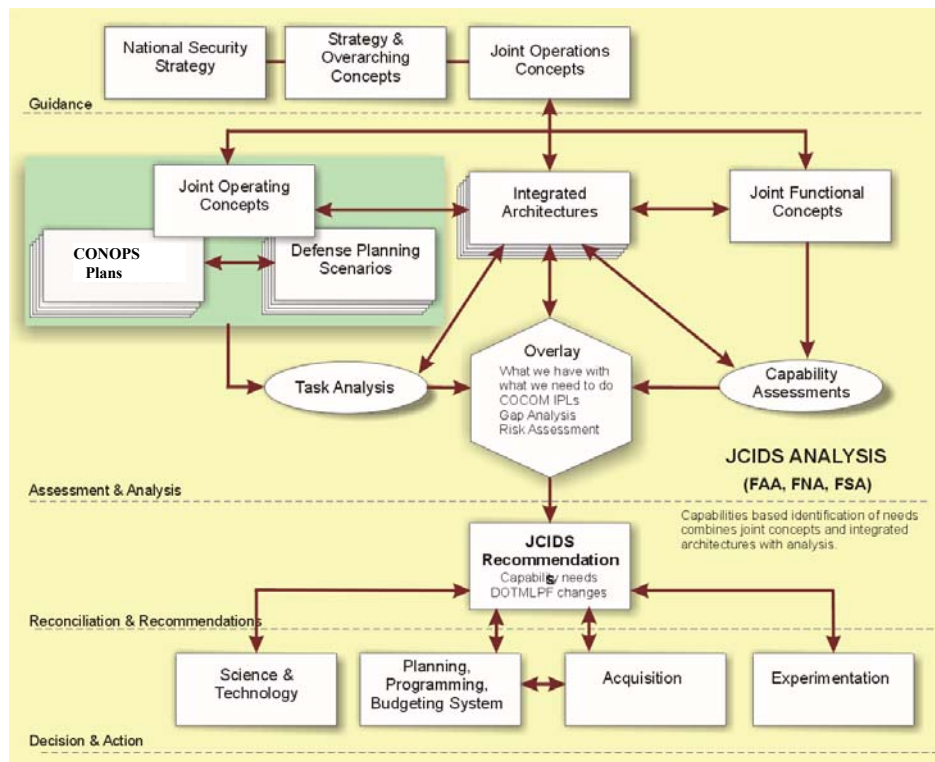 National Security
Strategy
Strategy &
Overarching
Concepts
Joint Operations
Concepts
Guidance
Joint Operating
Concepts
Integrated
Architectures
Joint Functional
Concepts
CONOPS
Plans
Defense Planning
Scenarios
Task Analysis
Overlay
What we have with
what we need to do
COCOM IPLs
Gap Analysis
Risk Assessment
Capability
Assessments
JCIDS ANALYSIS
(FAA, FNA, FSA)
Assessment & Analysis
Capabilities based identification of needs
combines joint concepts and integrated
architectures with analysis.
JCIDS
Recommendation
s
Capability needs
DOTMLPF changes
Reconciliation & Recommendations
Science &
Technology
Planning,
Programming,
Budgeting System
Acquisition
Experimentation
Decision & Action